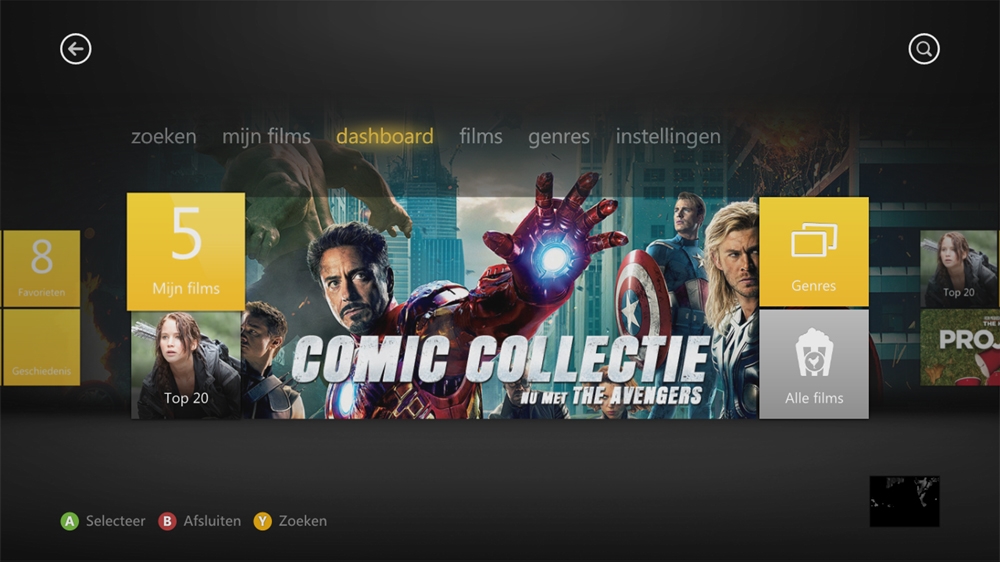 zoeken mijn films dashboard films genres instellingen
8
Favorieten
Geschiedenis
5
Mijn films
Top 20
COMIC COLLECTIE
NU MET THE AVENGERS
Genres
Alle films
Top 20
THE
PROJ
A Selecteer B Afsluiten Y Zoeken